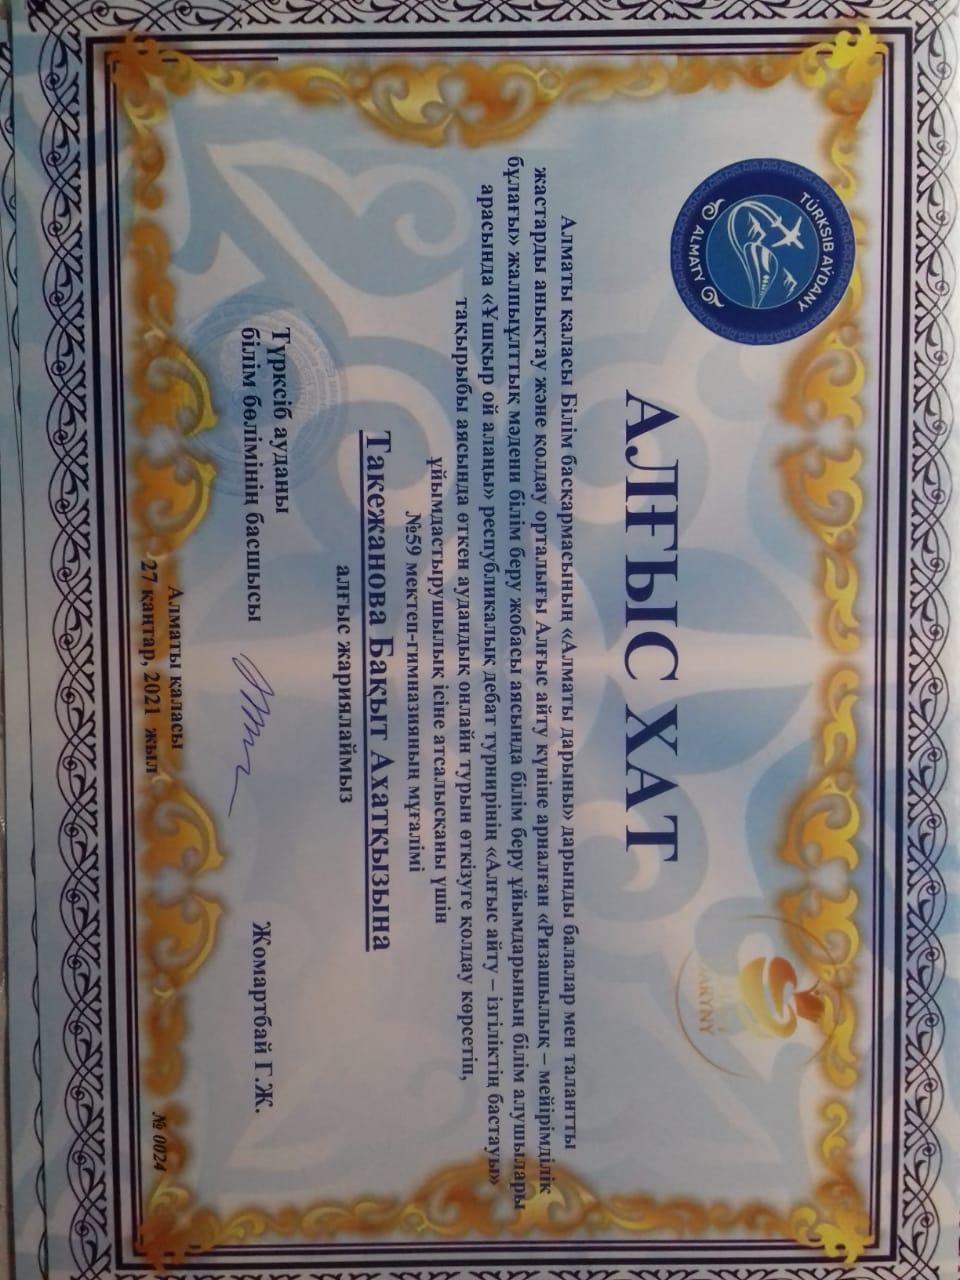 TÚRKSIB AÝDANY
ALMATY
АЛҒЫС ХАТ
Алматы қаласы Білім басқармасының «Алматы дарыны» дарынды балалар мен талантты
жастарды анықтау және қолдау орталығы Алғыс айту күніне арналған «Ризашылық – мейірімділік
бұлағы» жалпыұлттық мәдени білім беру жобасы аясында білім беру ұйымдарының білім алушылары
арасында «Ұшқыр ой алаңы» республикалық дебат турнирінің «Алғыс айту – ізгіліктің бастауы»
тақырыбы аясында өткен аудандық онлайн турын өткізуге қолдау көрсетіп,
ұйымдастырушылық ісіне атсалысқаны үшін
№59 мектеп-гимназияның мұғалімі
Такежанова Бақыт Ахатқызына
алғыс жариялаймыз
Түрксіб ауданы
білім бөлімінің басшысы
Жомартбай Г.Ж.
Алматы қаласы
27 қаңтар, 2021 жыл
№ 0024